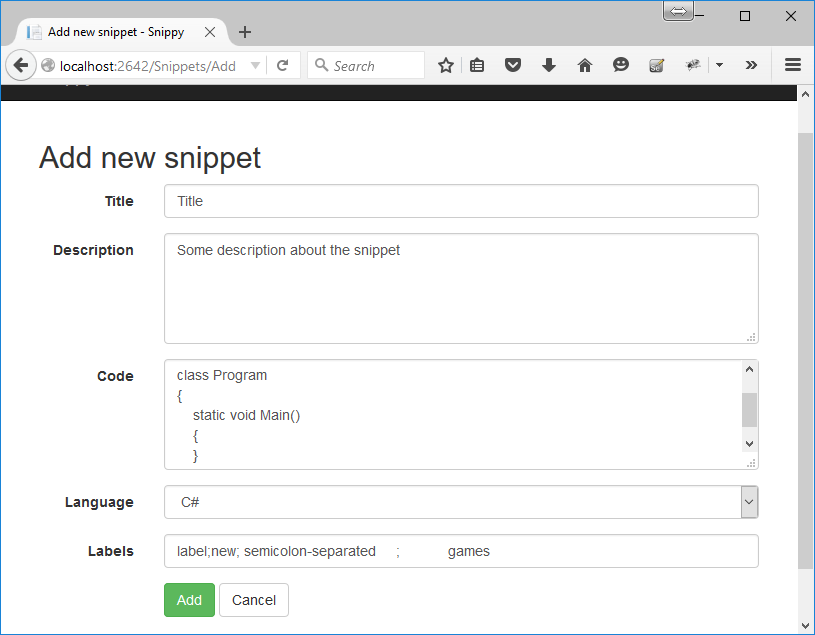 Add new snippet - Snippy
localhost:2642/Snippets/Add
Search
Add new snippet
Title
Title
Description
Some description about the snippet
Code
class Program
{
    static void Main()
    {
    }
Language
C#
Labels
label;new; semicolon-separated     ;            games
Add
Cancel